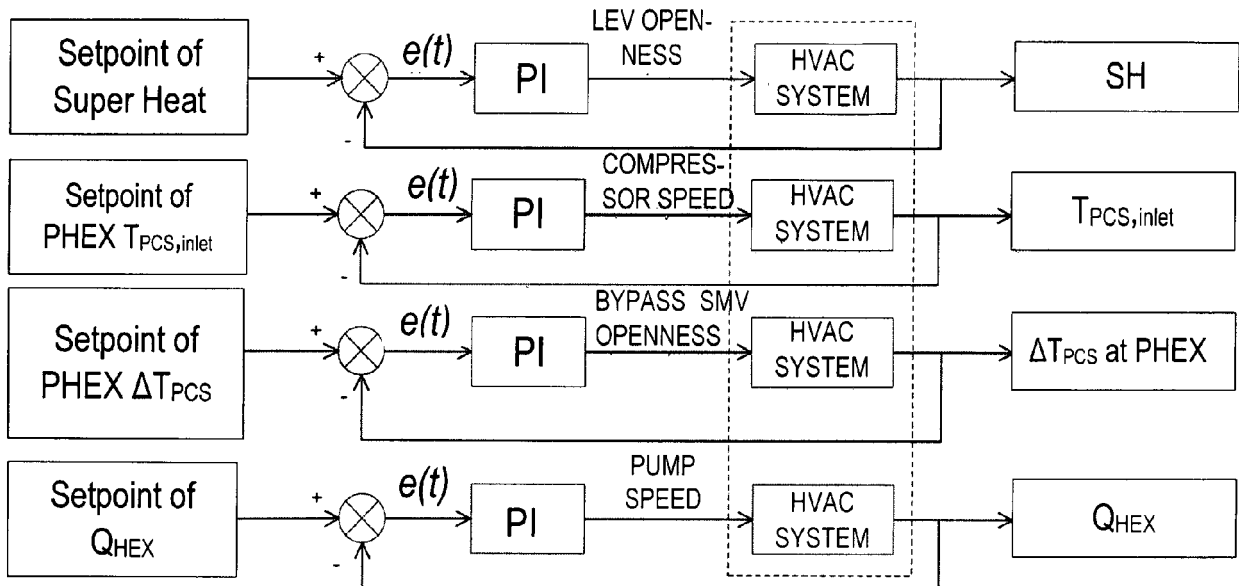 Setpoint of
Super Heat
+
-
e(t)
PI
LEV OPEN-
NESS
HVAC
SYSTEM
SH
Setpoint of
PHEX TPCS,inlet
+
-
e(t)
PI
COMPRES-
SOR SPEED
HVAC
SYSTEM
TPCS,inlet
Setpoint of
PHEX ΔTPCS
+
-
e(t)
PI
BYPASS SMV
OPENNESS
HVAC
SYSTEM
ΔTPCS at PHEX
Setpoint of
QHEX
+
-
e(t)
PI
PUMP
SPEED
HVAC
SYSTEM
QHEX